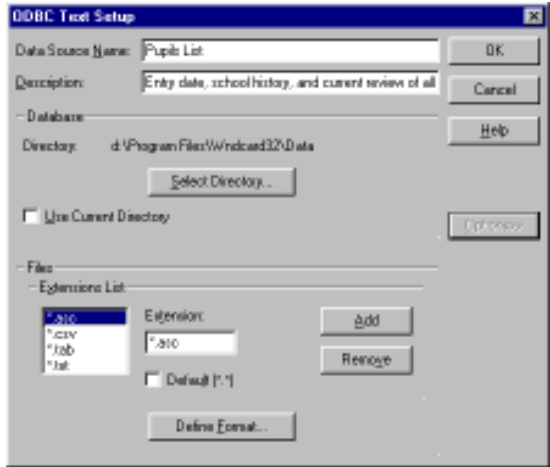 ODBC Text Setup
Data Source Name: Pupils List
OK
Description: Entry date, school history, and current review of all
Cancel
Database
Help
Directory: d:\Program Files\Wndcard32\Data
Select Directory...
Use Current Directory
Options>>
Files
Extensions List
*.asc
*.csv
*.tab
*.txt
Extension:
*.asc
Add
Remove
Default (*.*)
Define Format...